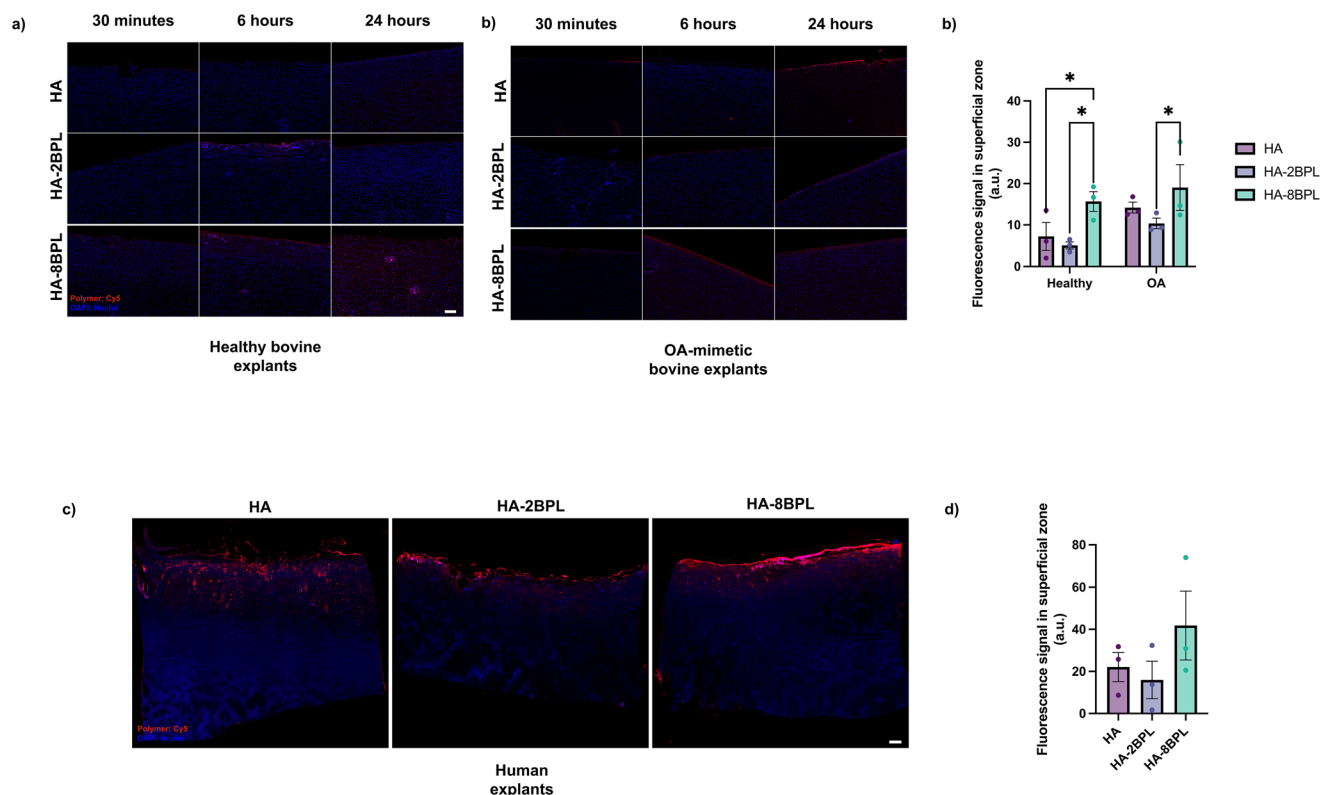 a)
30 minutes
6 hours
24 hours
HA
HA-2BPL
HA-8BPL
Polymer: Cy5
DAPI: Nuclei
Healthy bovine
explants
b)
30 minutes
6 hours
24 hours
HA
HA-2BPL
HA-8BPL
OA-mimetic
bovine explants
b)
Fluorescence signal in superficial zone
(a.u.)
40
30
20
10
0
*
*
*
Healthy
OA
HA
HA-2BPL
HA-8BPL
c)
HA
HA-2BPL
HA-8BPL
Polymer: Cy5
DAPI: Nuclei
Human
explants
d)
Fluorescence signal in superficial zone
(a.u.)
80
60
40
20
0
HA
HA-2BPL
HA-8BPL